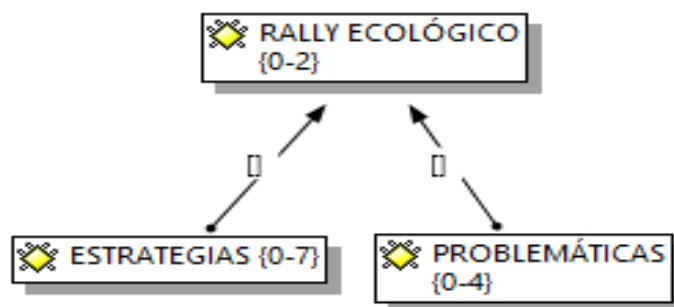 RALLY ECOLÓGICO
{0-2}
[]
[]
ESTRATEGIAS {0-7}
PROBLEMÁTICAS
{0-4}